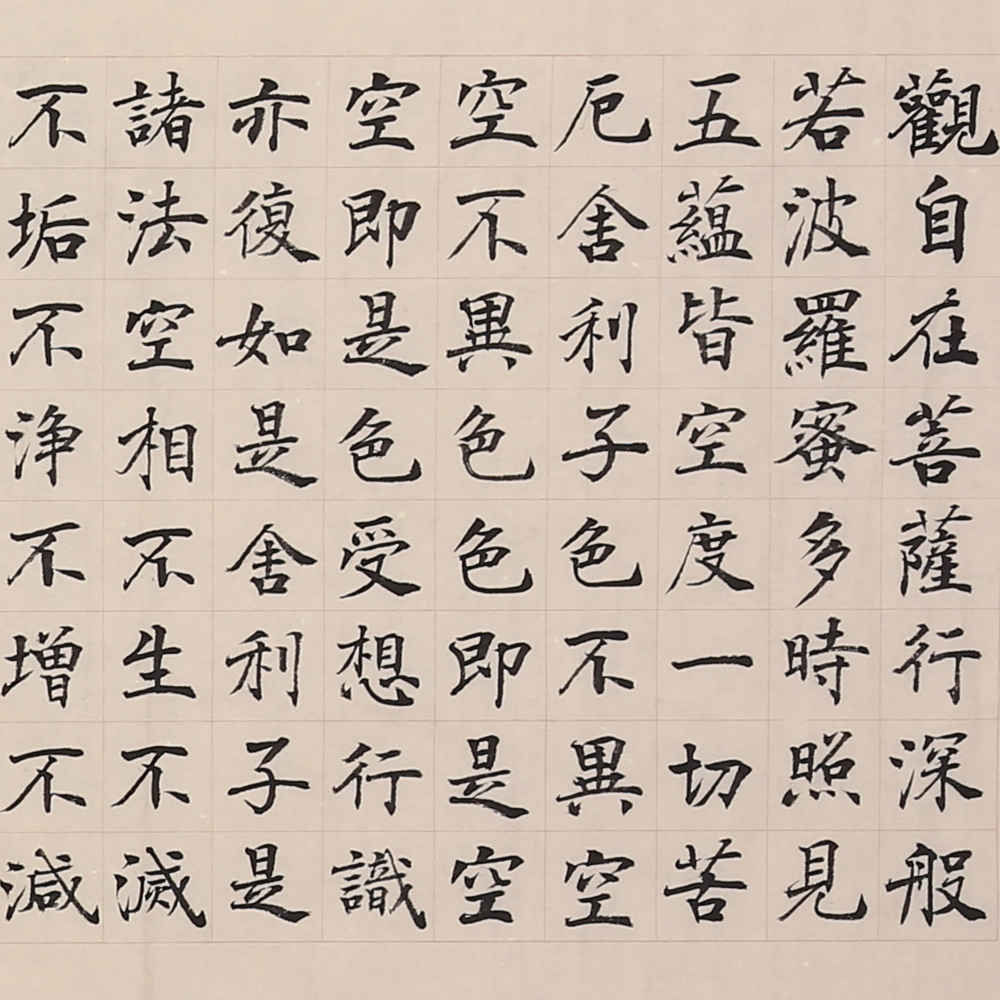 觀自在菩薩行深般
若波羅蜜多時照見
五蘊皆空度一切苦
厄舍利子色不異空
空不異色色即是空
空即是色受想行識
亦復如是舍利子是
諸法空相不生不滅
不垢不淨不增不減